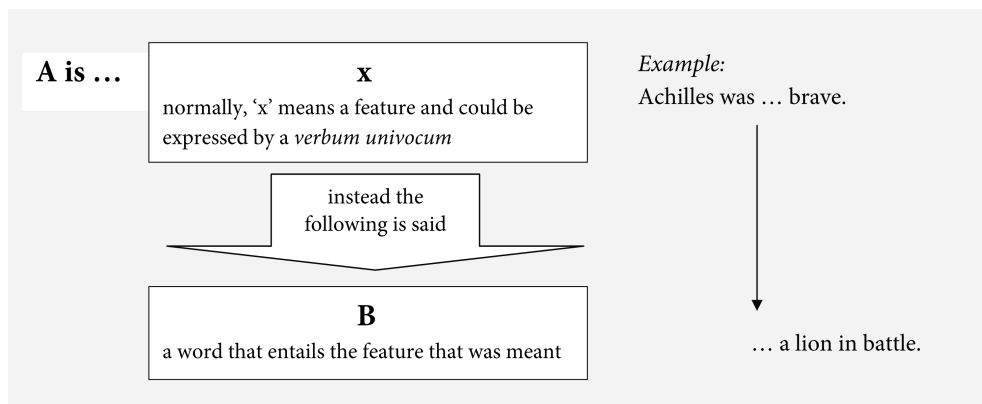 A is …
x
normally, ‘x’ means a feature and could be
expressed by a verbum univocum
instead the
following is said
B
a word that entails the feature that was meant
Example:
Achilles was … brave.
… a lion in battle.